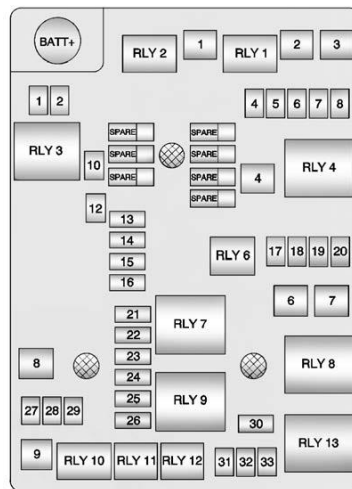 BATT+
RLY 2
1
RLY 1
2
3
1 2
4 5 6 7 8
RLY 3
SPARE
SPARE
SPARE
SPARE
SPARE
SPARE
SPARE
10
4
RLY 4
12
13
14
15
16
RLY 6
17 18 19 20
6
7
21
22
23
24
25
26
RLY 7
RLY 8
8
RLY 9
27 28 29
30
9
RLY 10
RLY 11
RLY 12
31 32 33
RLY 13